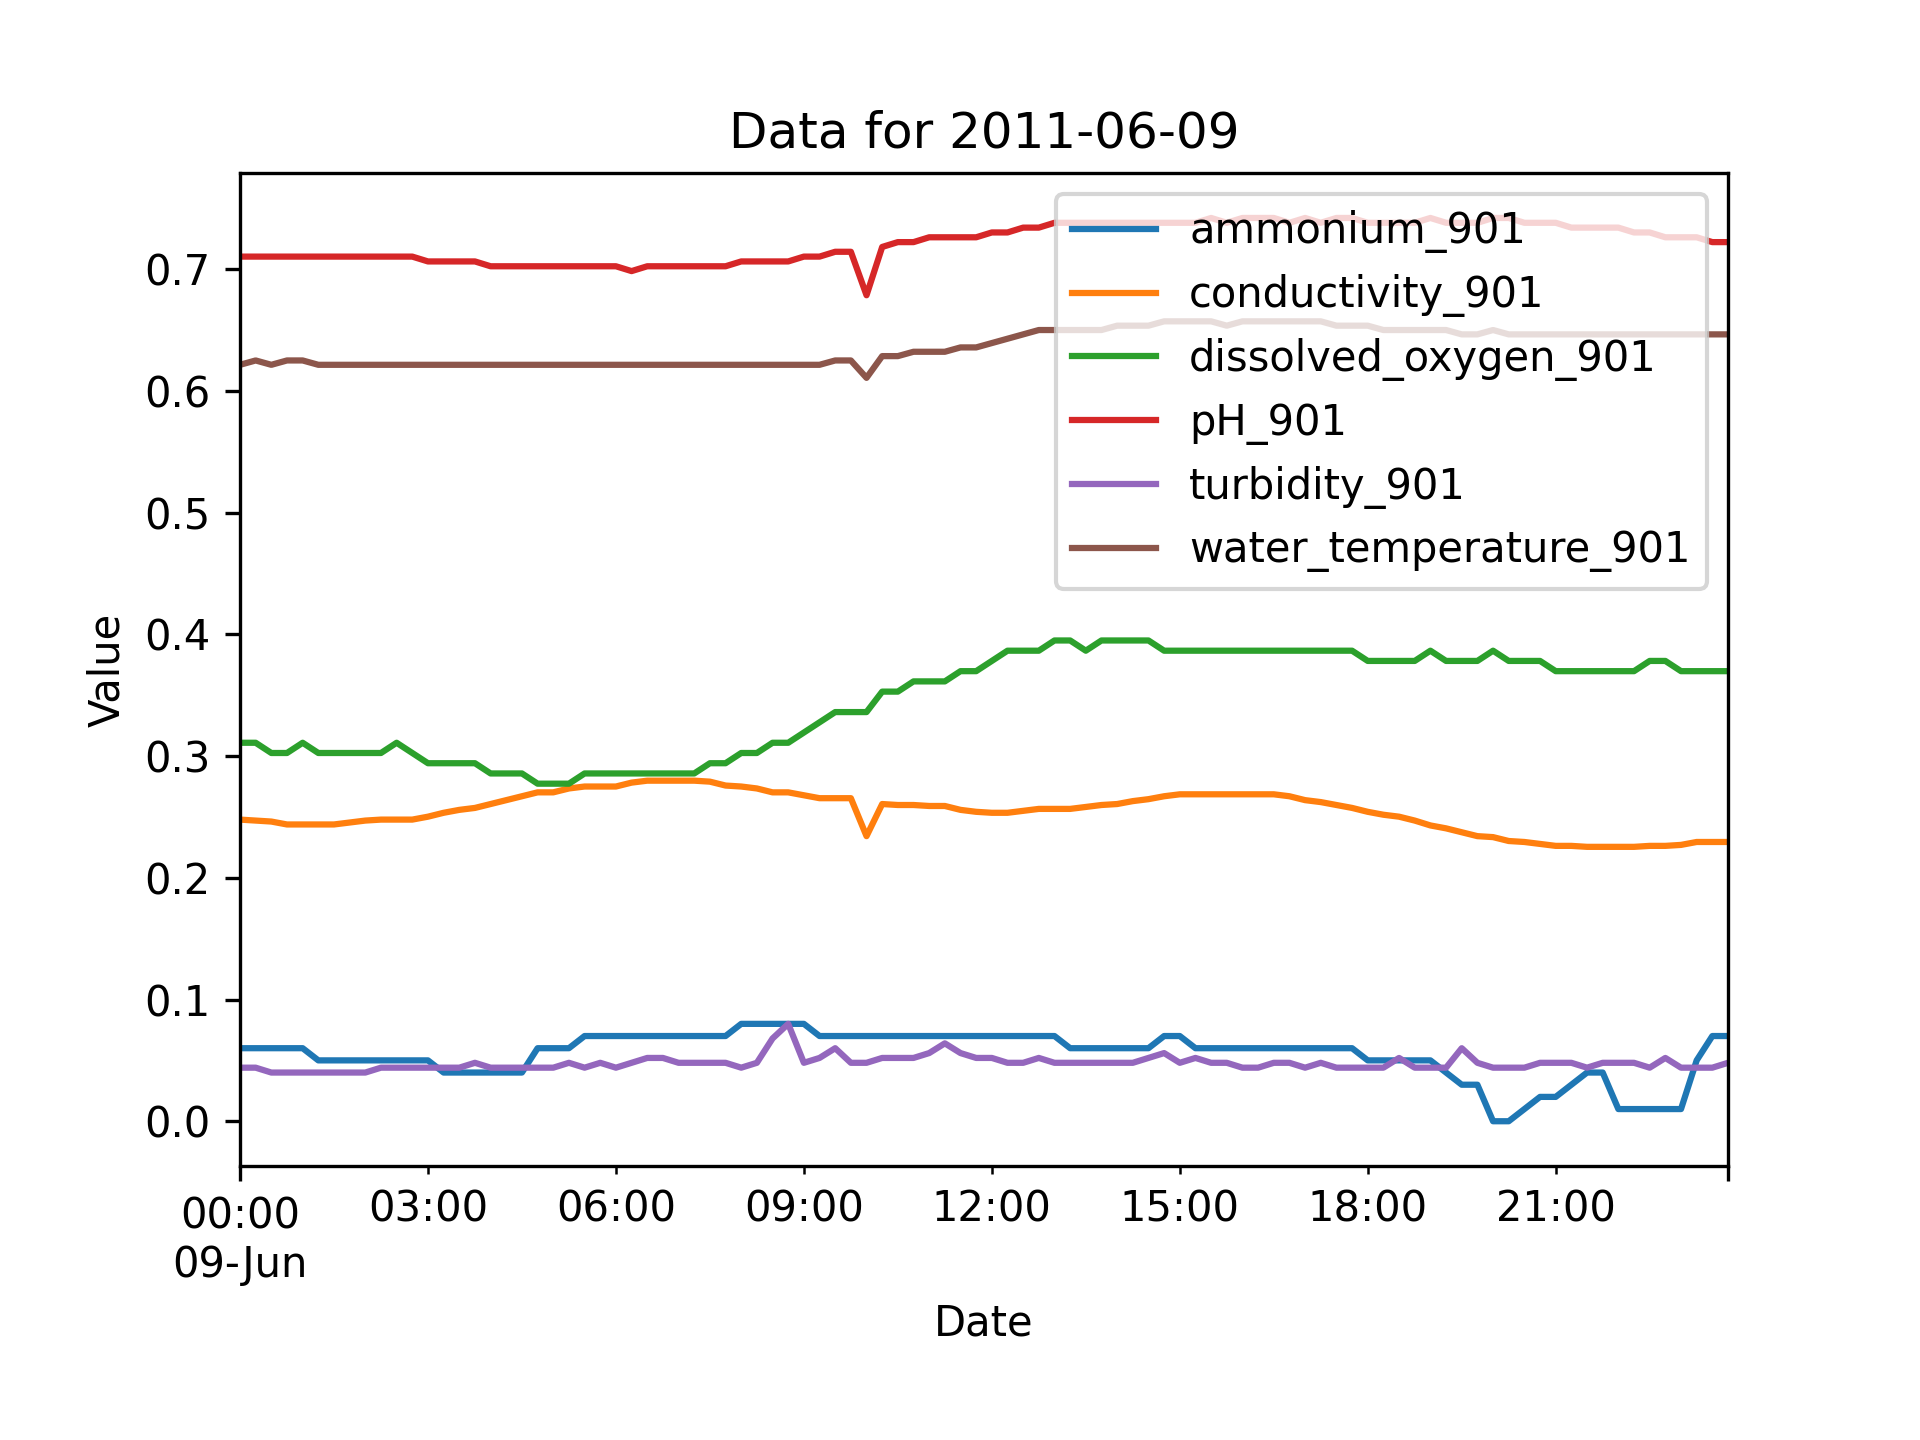 Data for 2011-06-09
ammonium_901
conductivity_901
dissolved_oxygen_901
pH_901
turbidity_901
water_temperature_901
Value
0.7
0.6
0.5
0.4
0.3
0.2
0.1
0.0
00:00 03:00 06:00 09:00 12:00 15:00 18:00 21:00
09-Jun
Date